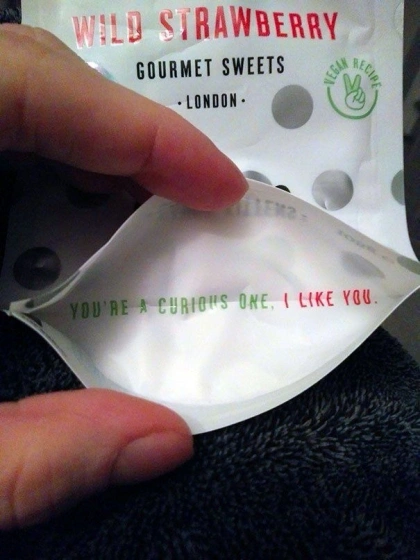 WILD STRAWBERRY
GOURMET SWEETS
·LONDON·
VEGAN RECIPE
YOU'RE A CURIOUS ONE, I LIKE YOU.